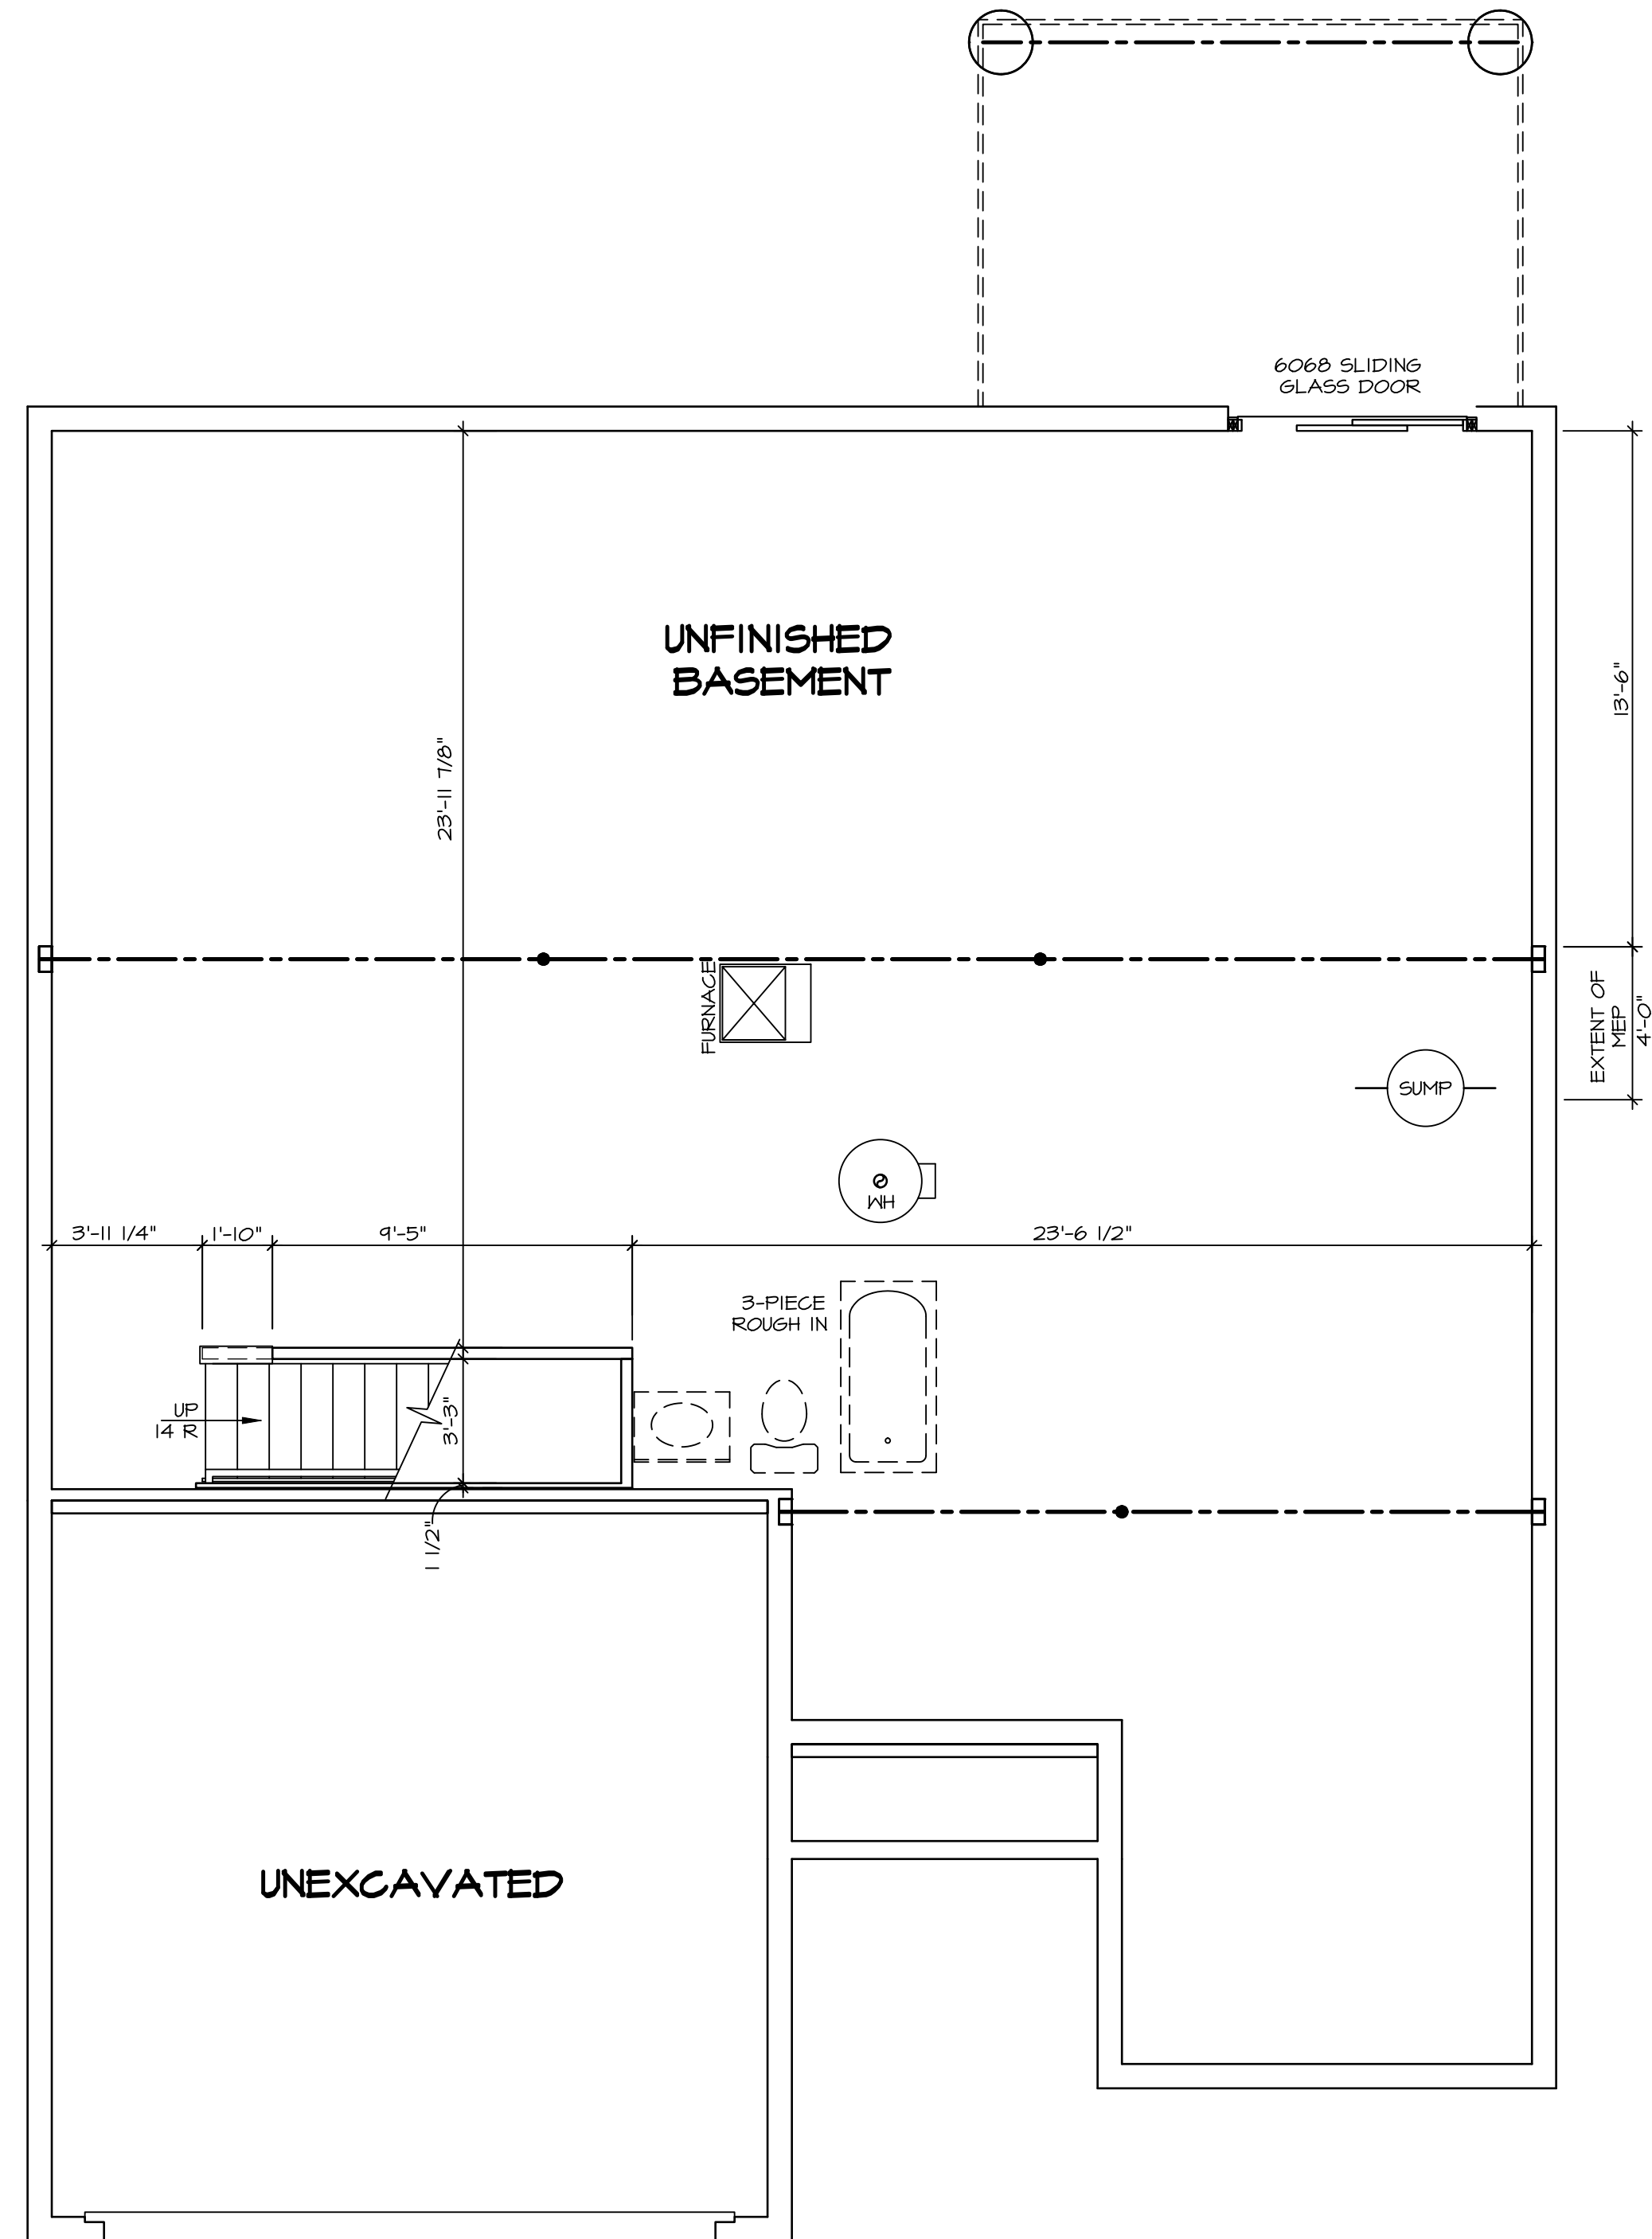 6068 SLIDING
GLASS DOOR
UNFINISHED
BASEMENT
13'-6"
23'-11 7/8"
FURNACE
EXTENT OF
MEP
4'-0"
SUMP
WH
3'-11 1/4"
1'-10"
9'-5"
23'-6 1/2"
3-PIECE
ROUGH IN
UP
14 R
3'-3"
1 1/2"
UNEXCAVATED